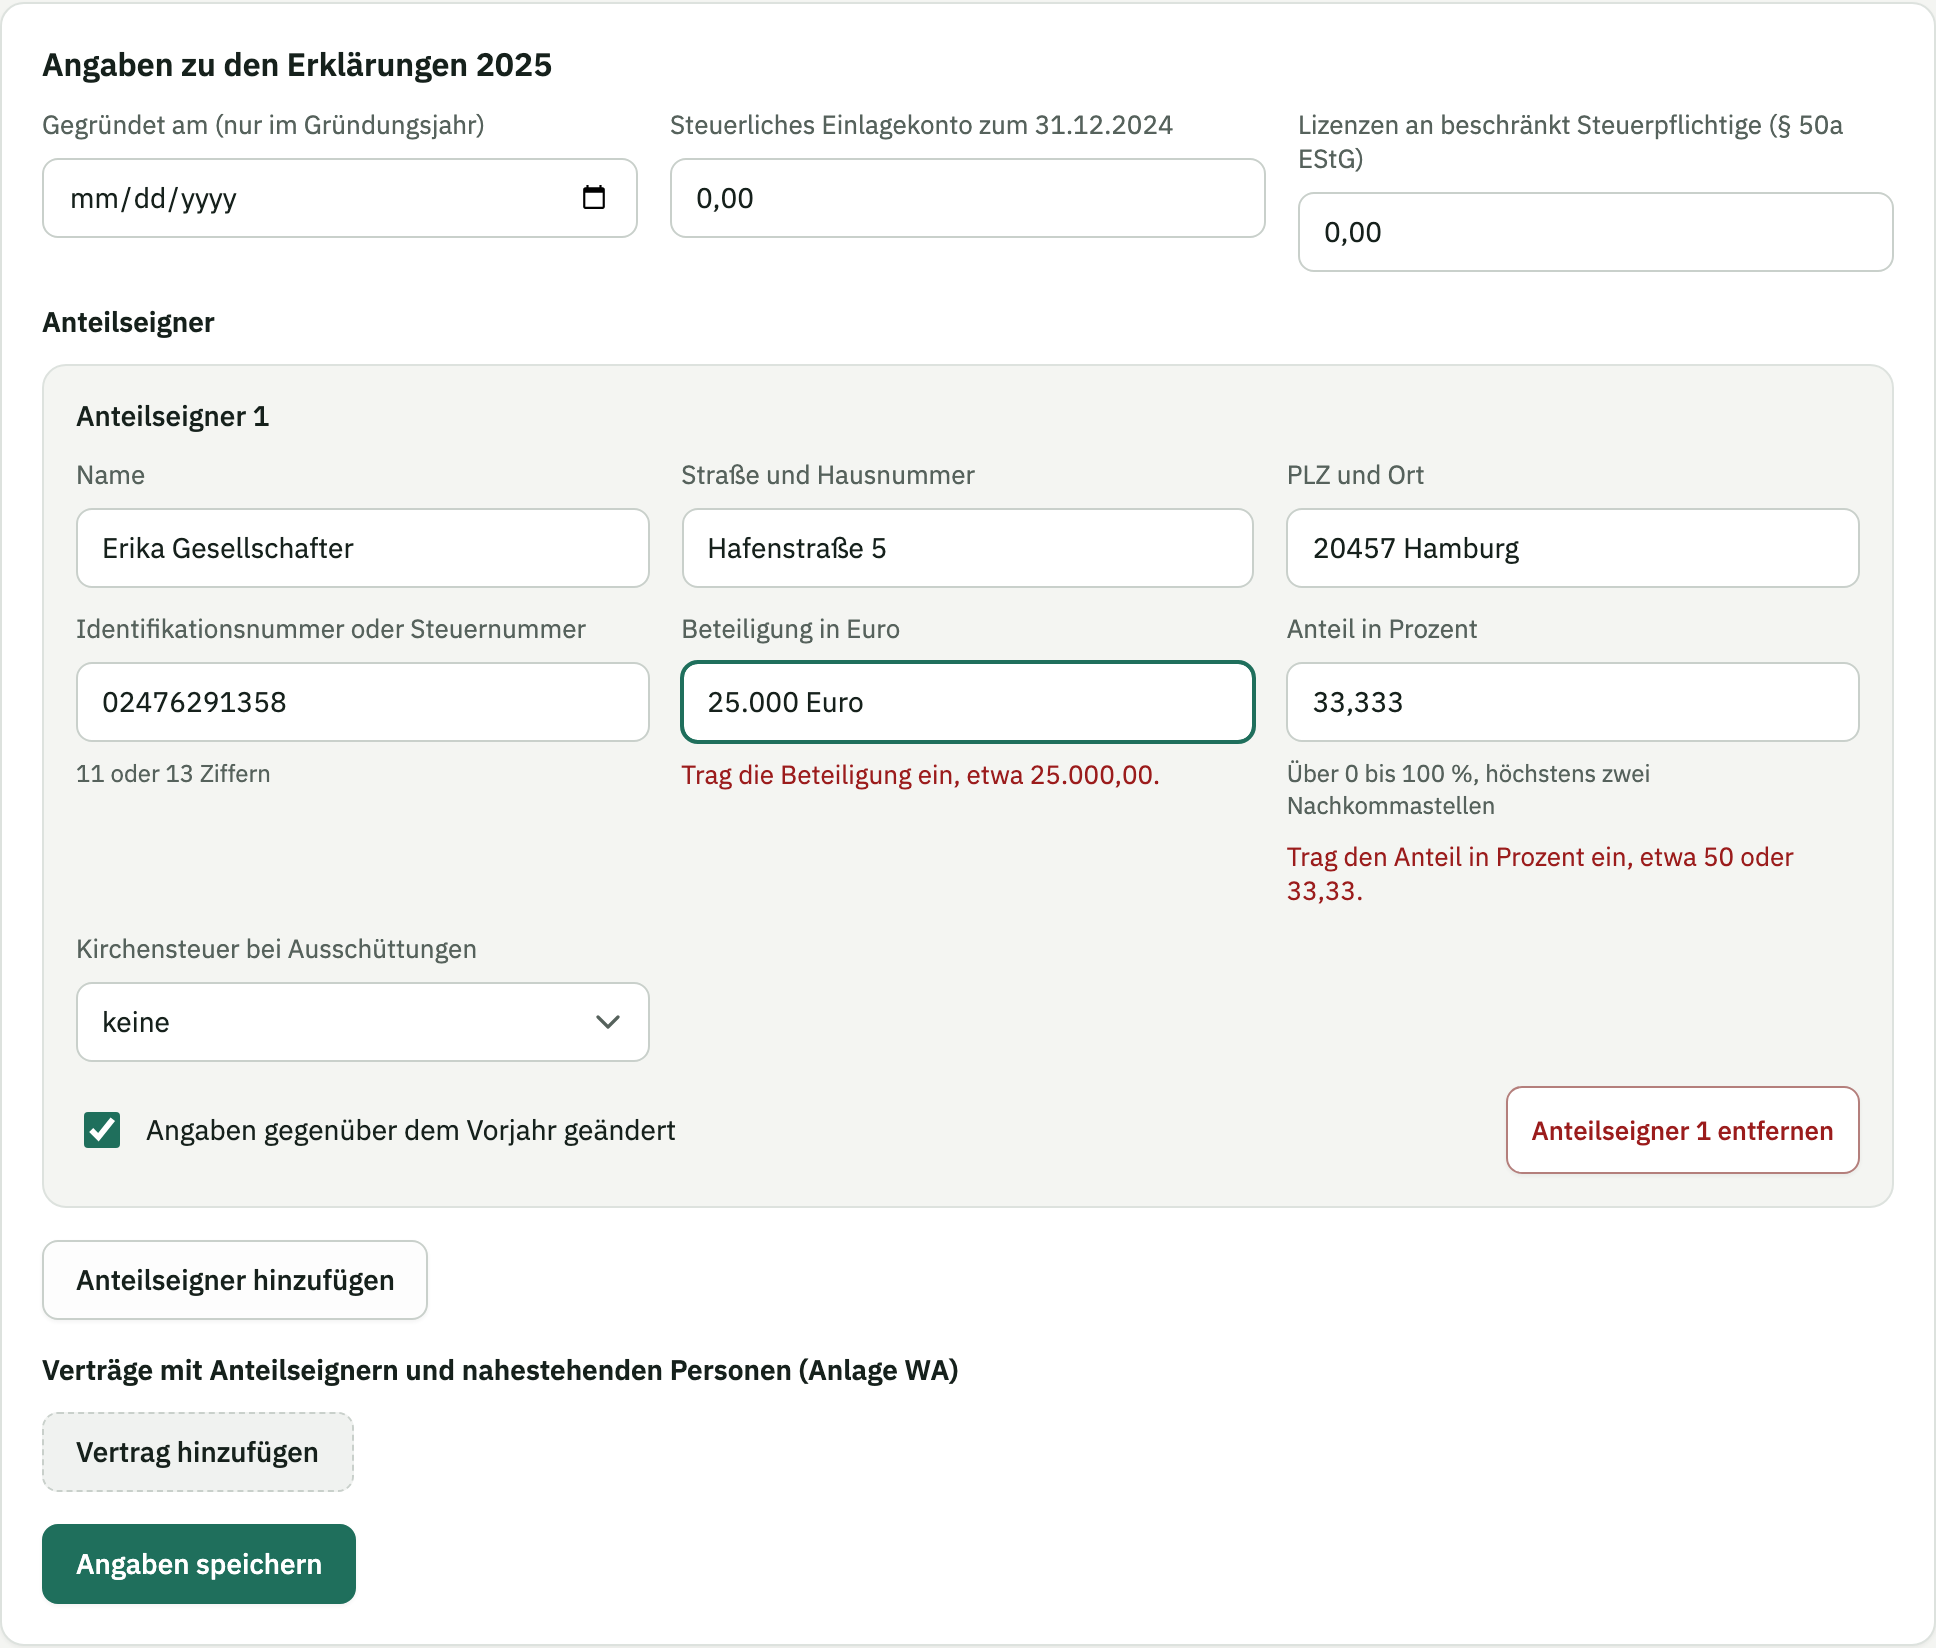 Angaben zu den Erklärungen 2025
Gegründet am (nur im Gründungsjahr)
mm/dd/yyyy
Steuerliches Einlagekonto zum 31.12.2024
0,00
Lizenzen an beschränkt Steuerpflichtige (§ 50a
EStG)
0,00
Anteilseigner
Anteilseigner 1
Name
Erika Gesellschafter
Straße und Hausnummer
Hafenstraße 5
PLZ und Ort
20457 Hamburg
Identifikationsnummer oder Steuernummer
02476291358
11 oder 13 Ziffern
Beteiligung in Euro
25.000 Euro
Trag die Beteiligung ein, etwa 25.000,00.
Anteil in Prozent
33,333
Über 0 bis 100 %, höchstens zwei
Nachkommastellen
Trag den Anteil in Prozent ein, etwa 50 oder
33,33.
Kirchensteuer bei Ausschüttungen
keine
Angaben gegenüber dem Vorjahr geändert
Anteilseigner 1 entfernen
Anteilseigner hinzufügen
Verträge mit Anteilseignern und nahestehenden Personen (Anlage WA)
Vertrag hinzufügen
Angaben speichern